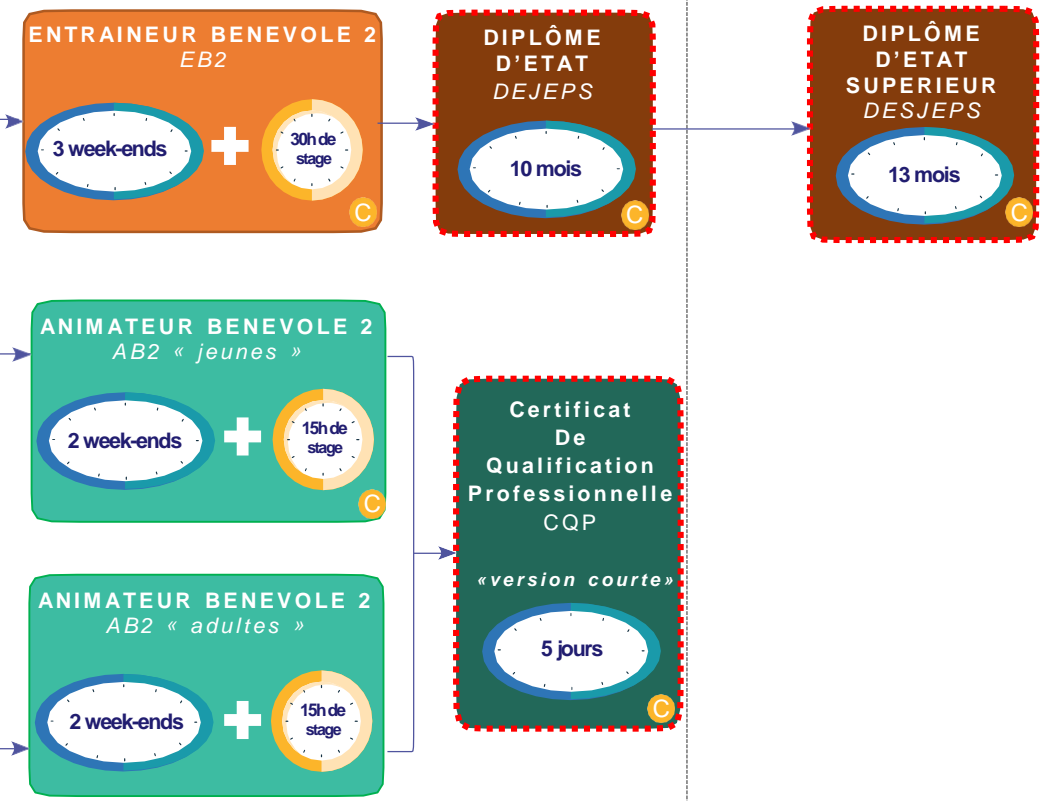 ENTRAINEUR BENEVOLE 2
EB2
3 week-ends
30h de
stage
C
DIPLÔME
D'ETAT
DEJEPS
10 mois
C
DIPLÔME
D'ETAT
SUPERIEUR
DESJEPS
13 mois
C
ANIMATEUR BENEVOLE 2
AB2 « jeunes »
2 week-ends
15h de
stage
C
ANIMATEUR BENEVOLE 2
AB2 « adultes »
2 week-ends
15h de
stage
Certificat
De
Qualification
Professionnelle
CQP
«version courte»
5 jours
C